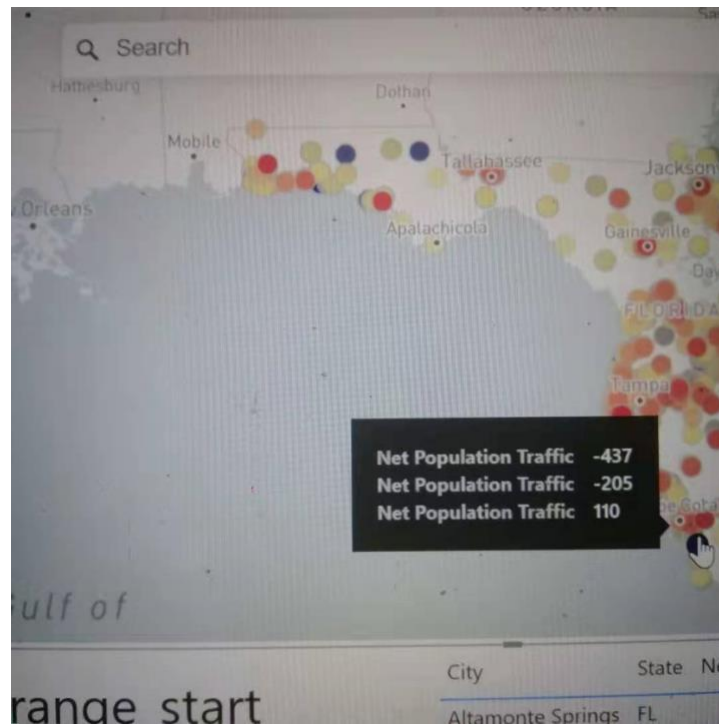 Search
Hattiesburg
Dothan
Mobile
Tallahassee
Jackson
Orleans
Apalachicola
Gainesville
FLORIDA
Tampa
Net Population Traffic -437
Net Population Traffic -205
Net Population Traffic 110
ulf of
range start
City State
Altamonte Springs FL